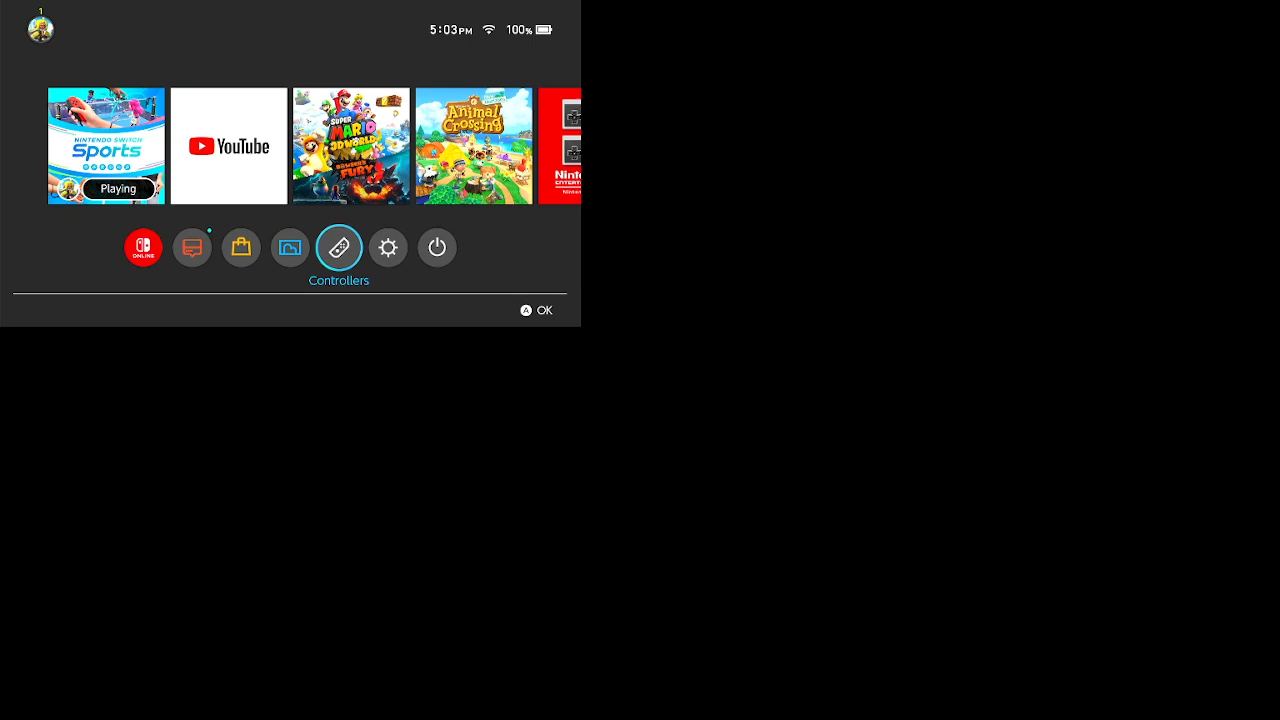 1
5:03PM 100%
NINTENDO SWITCH
Sports
Playing
YouTube
SUPER
MARIO
3D WORLD
BOWSER'S
FURY
Animal
Crossing
ONLINE
Controllers
A OK